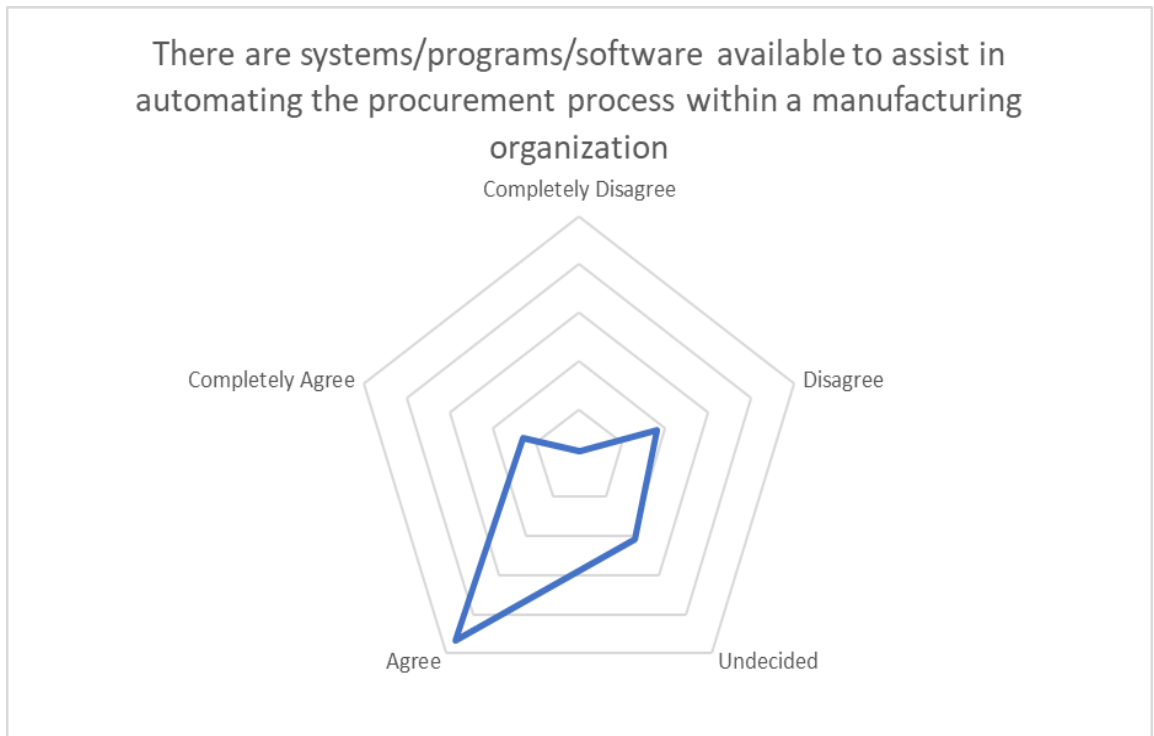 There are systems/programs/software available to assist in
automating the procurement process within a manufacturing
organization
Completely Disagree
Completely Agree
Disagree
Agree
Undecided